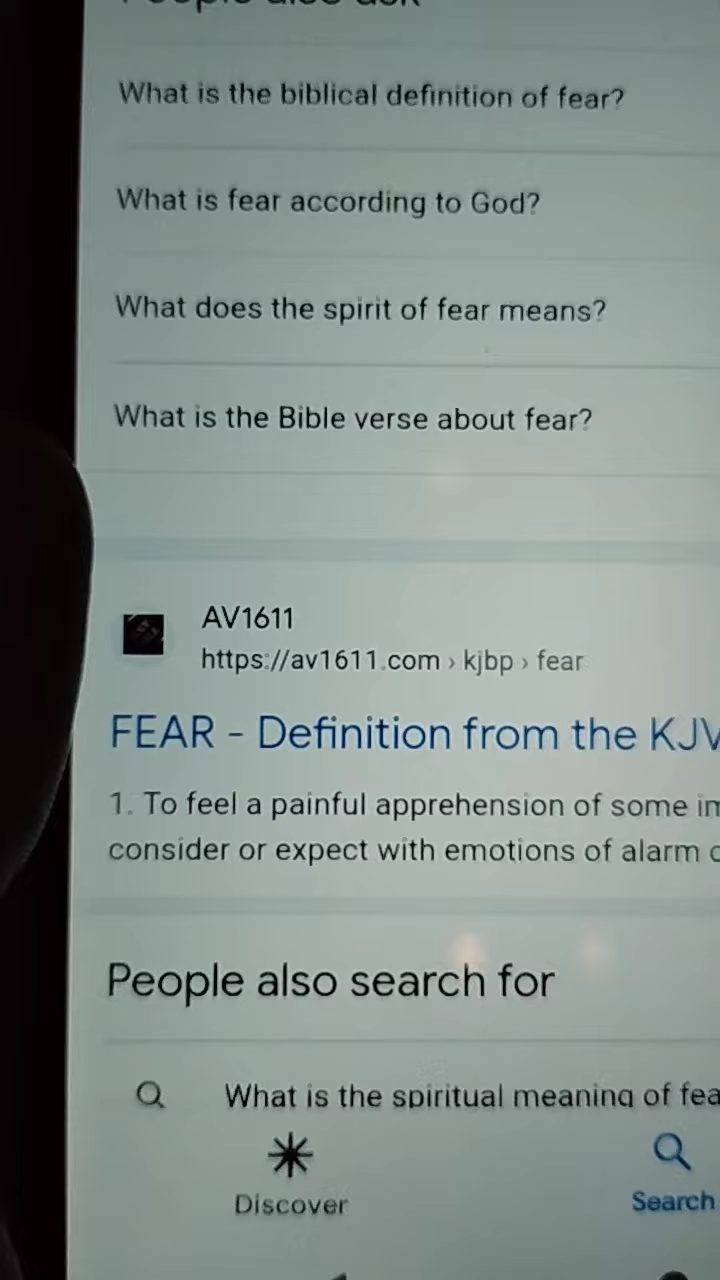 People also ask
What is the biblical definition of fear?
What is fear according to God?
What does the spirit of fear means?
What is the Bible verse about fear?
AV1611
https://av1611.com › kjbp › fear
FEAR - Definition from the KJV
1. To feel a painful apprehension of some
consider or expect with emotions of alarm
People also search for
What is the spiritual meaning of
Discover
Search